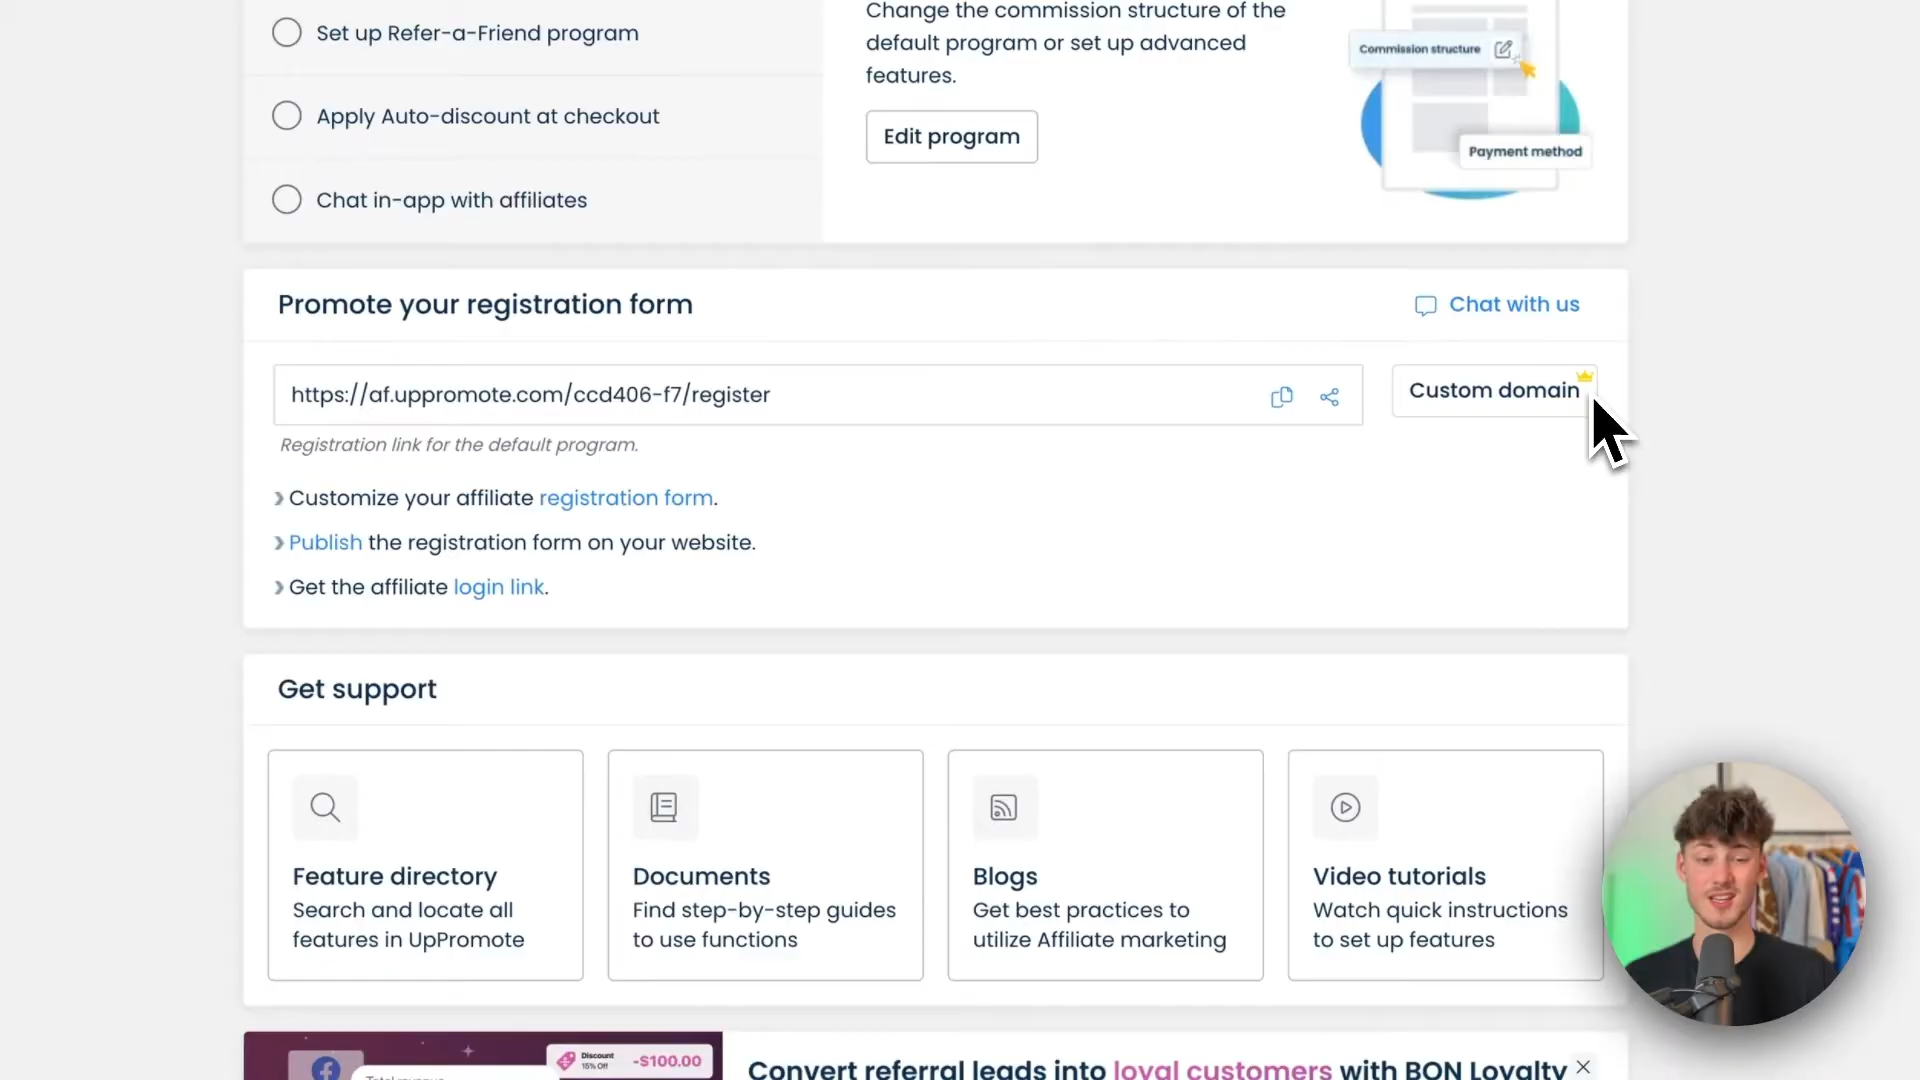 Set up Refer-a-Friend program
Apply Auto-discount at checkout
Chat in-app with affiliates
Change the commission structure of the
default program or set up advanced
features.
Edit program
Commission structure
Payment method
Promote your registration form
Chat with us
https://af.uppromote.com/ccd406-f7/register
Custom domain
Registration link for the default program.
Customize your affiliate registration form.
Publish the registration form on your website.
Get the affiliate login link.
Get support
Feature directory
Search and locate all
features in UpPromote
Documents
Find step-by-step guides
to use functions
Blogs
Get best practices to
utilize Affiliate marketing
Video tutorials
Watch quick instructions
to set up features
Discount
15% Off
-$100.00
Convert referral leads into loyal customers with BON Loyalty